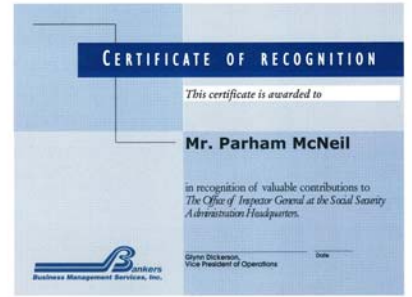 CERTIFICATE OF RECOGNITION
This certificate is awarded to
Mr. Parham McNeil
in recognition of valuable contributions to
The Office of Inspector General at the Social Security
Administration Headquarters.
Bankers
Business Management Services, Inc.
Glynn Dickerson,
Vice President of Operations
Date